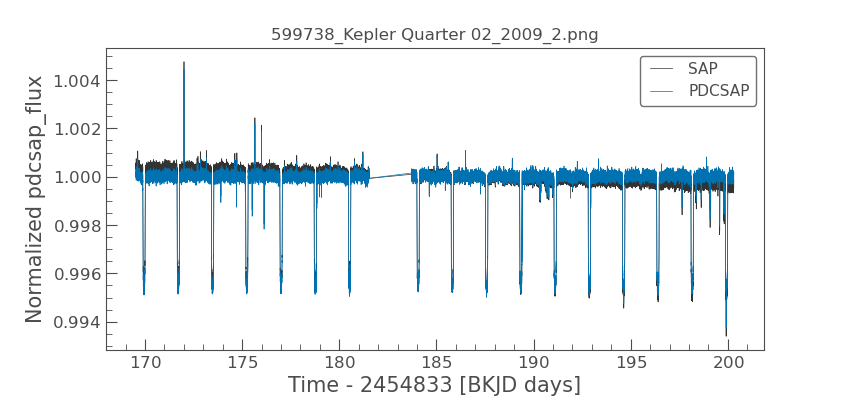 599738_Kepler Quarter 02_2009_2.png
Normalized pdcsap_flux
1.004
1.002
1.000
0.998
0.996
0.994
SAP
PDCSAP
170
175
180
185
190
195
200
Time - 2454833 [BKJD days]